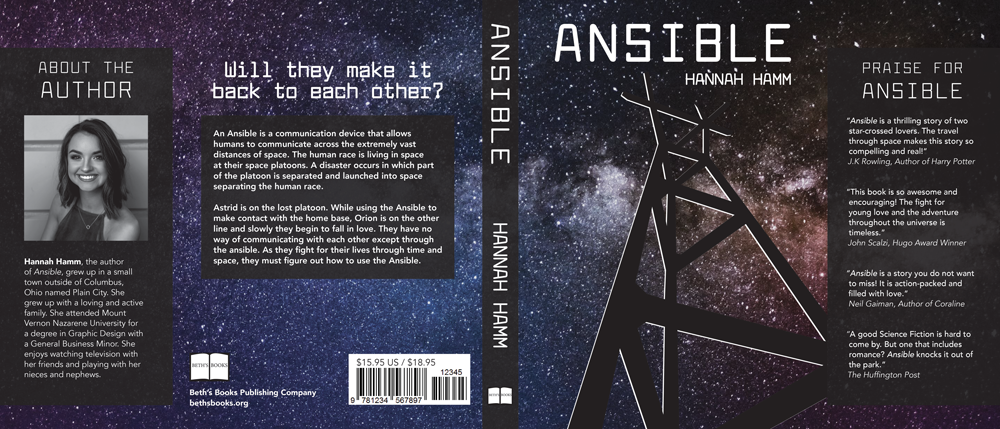 ABOUT THE
AUTHOR
Hannah Hamm, the author
of Ansible, grew up in a small
town outside of Columbus,
Ohio named Plain City. She
grew up with a loving and active
family. She attended Mount
Vernon Nazarene University for
a degree in Graphic Design with
a General Business Minor. She
enjoys watching television with
her friends and playing with her
nieces and nephews.
Will they make it
back to each other?
An Ansible is a communication device that allows
humans to communicate across the extremely vast
distances of space. The human race is living in space
at their space platoons. A disaster occurs in which part
of the platoon is separated and launched into space
separating the human race.
Astrid is on the lost platoon. While using the Ansible to
make contact with the home base, Orion is on the other
line and slowly they begin to fall in love. They have no
way of communicating with each other except through
the ansible. As they fight for their lives through time and
space, they must figure out how to use the Ansible.
BETH'S BOOKS
Beth's Books Publishing Company
bethsbooks.org
$15.95 US / $18.95
12345
9 781234 567897
ANSIBLE
HANNAH HAMM
BETH'S BOOKS
ANSIBLE
HANNAH HAMM
PRAISE FOR
ANSIBLE
"Ansible is a thrilling story of two
star-crossed lovers. The travel
through space makes this story so
compelling and real!"
J.K Rowling, Author of Harry Potter
"This book is so awesome and
encouraging! The fight for
young love and the adventure
throughout the universe is
timeless."
John Scalzi, Hugo Award Winner
"Ansible is a story you do not want
to miss! It is action-packed and
filled with love."
Neil Gaiman, Author of Coraline
"A good Science Fiction is hard to
come by. But one that includes
romance? Ansible knocks it out of
the park."
The Huffington Post